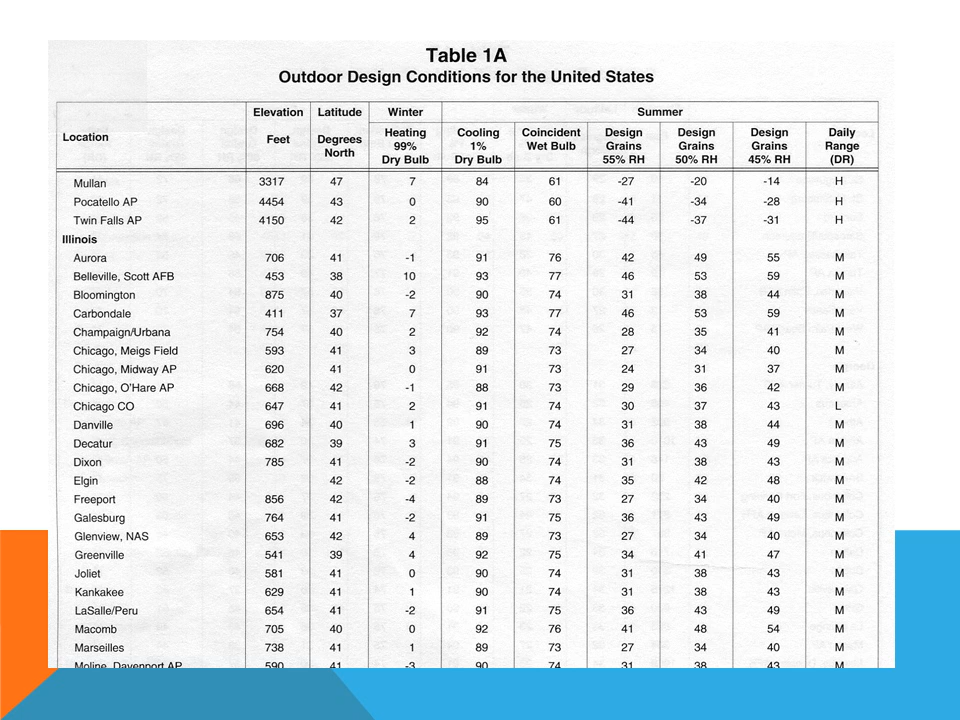 Table 1A
Outdoor Design Conditions for the United States
Elevation Latitude Winter Summer
Location Feet Degrees North Heating 99% Dry Bulb Cooling 1% Dry Bulb Coincident Wet Bulb Design Grains 55% RH Design Grains 50% RH Design Grains 45% RH Daily Range (DR)
Mullan 3317 47 7 84 61 -27 -20 -14 H
Pocatello AP 4454 43 0 90 60 -41 -34 -28 H
Twin Falls AP 4150 42 2 95 61 -44 -37 -31 H
Illinois
Aurora 706 41 -1 91 76 42 49 55 M
Belleville, Scott AFB 453 38 10 93 77 46 53 59 M
Bloomington 875 40 -2 90 74 31 38 44 M
Carbondale 411 37 7 93 77 46 53 59 M
Champaign/Urbana 754 40 2 92 74 28 35 41 M
Chicago, Meigs Field 593 41 3 89 73 27 34 40 M
Chicago, Midway AP 620 41 0 91 73 24 31 37 M
Chicago, O'Hare AP 668 42 -1 88 73 29 36 42 M
Chicago CO 647 41 2 91 74 30 37 43 L
Danville 696 40 1 90 74 31 38 44 M
Decatur 682 39 3 91 75 36 43 49 M
Dixon 785 41 -2 90 74 31 38 43 M
Elgin 42 -2 88 74 35 42 48 M
Freeport 856 42 -4 89 73 27 34 40 M
Galesburg 764 41 -2 91 75 36 43 49 M
Glenview, NAS 653 42 4 89 73 27 34 40 M
Greenville 541 39 4 92 75 34 41 47 M
Joliet 581 41 0 90 74 31 38 43 M
Kankakee 629 41 1 90 74 31 38 43 M
LaSalle/Peru 654 41 -2 91 75 36 43 49 M
Macomb 705 40 0 92 76 41 48 54 M
Marseilles 738 41 1 89 73 27 34 40 M
Moline, Davenport AP 590 41 -3 90 74 31 38 43 M